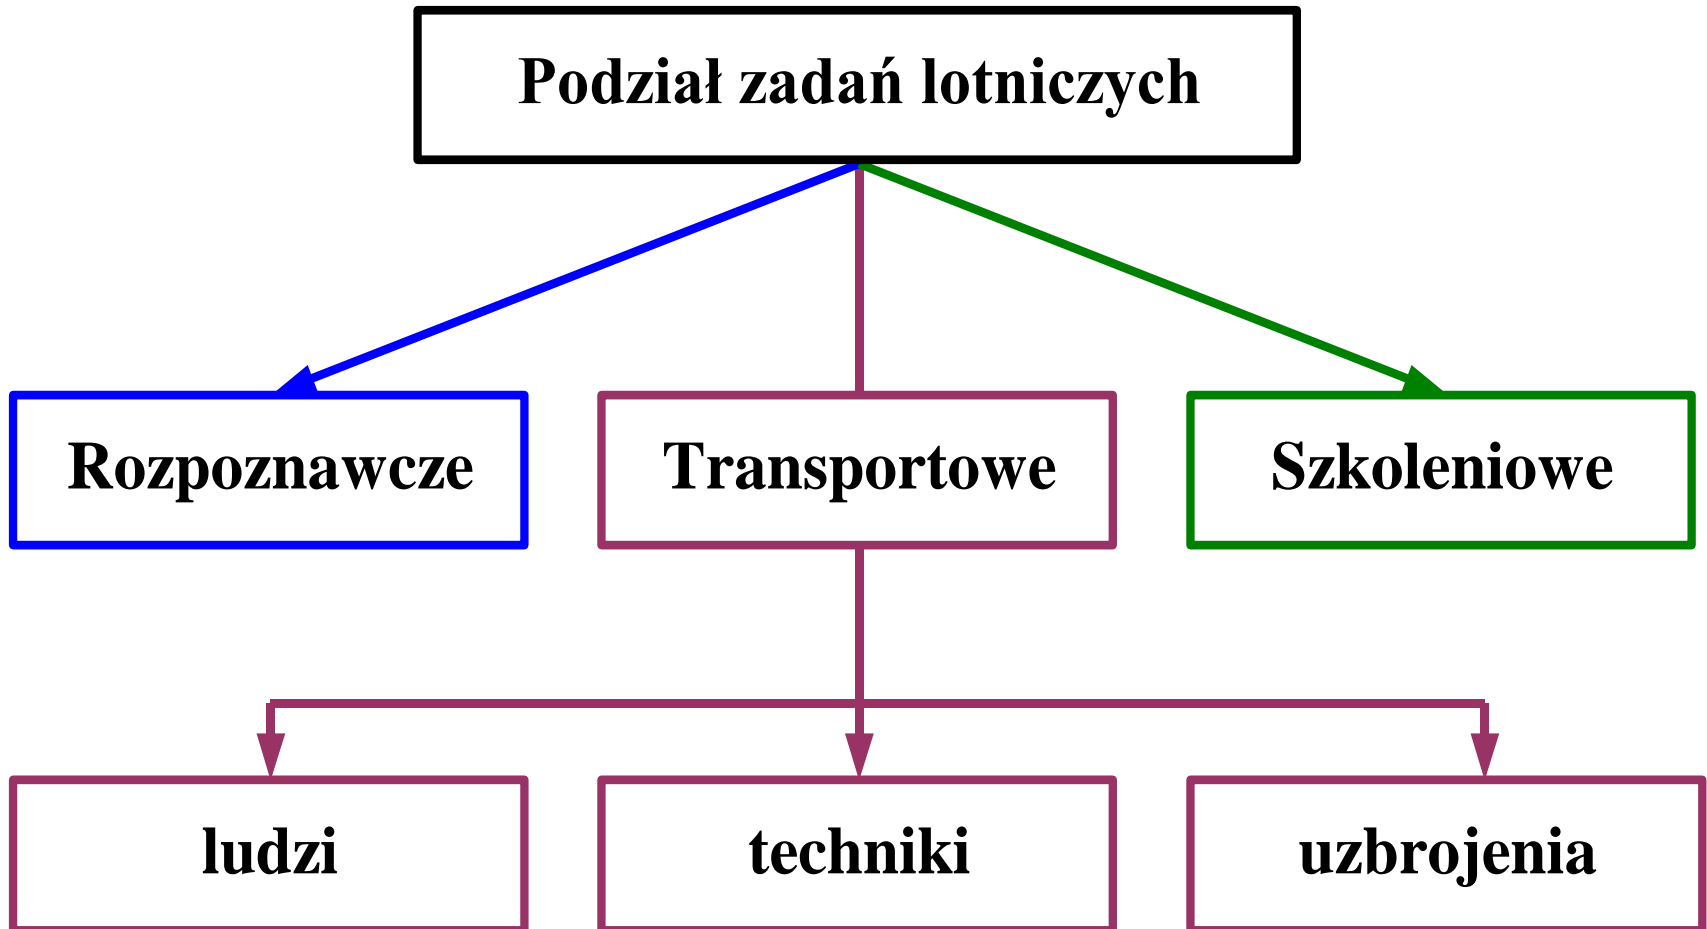 Podział zadań lotniczych
Rozpoznawcze
Transportowe
Szkoleniowe
ludzi
techniki
uzbrojenia